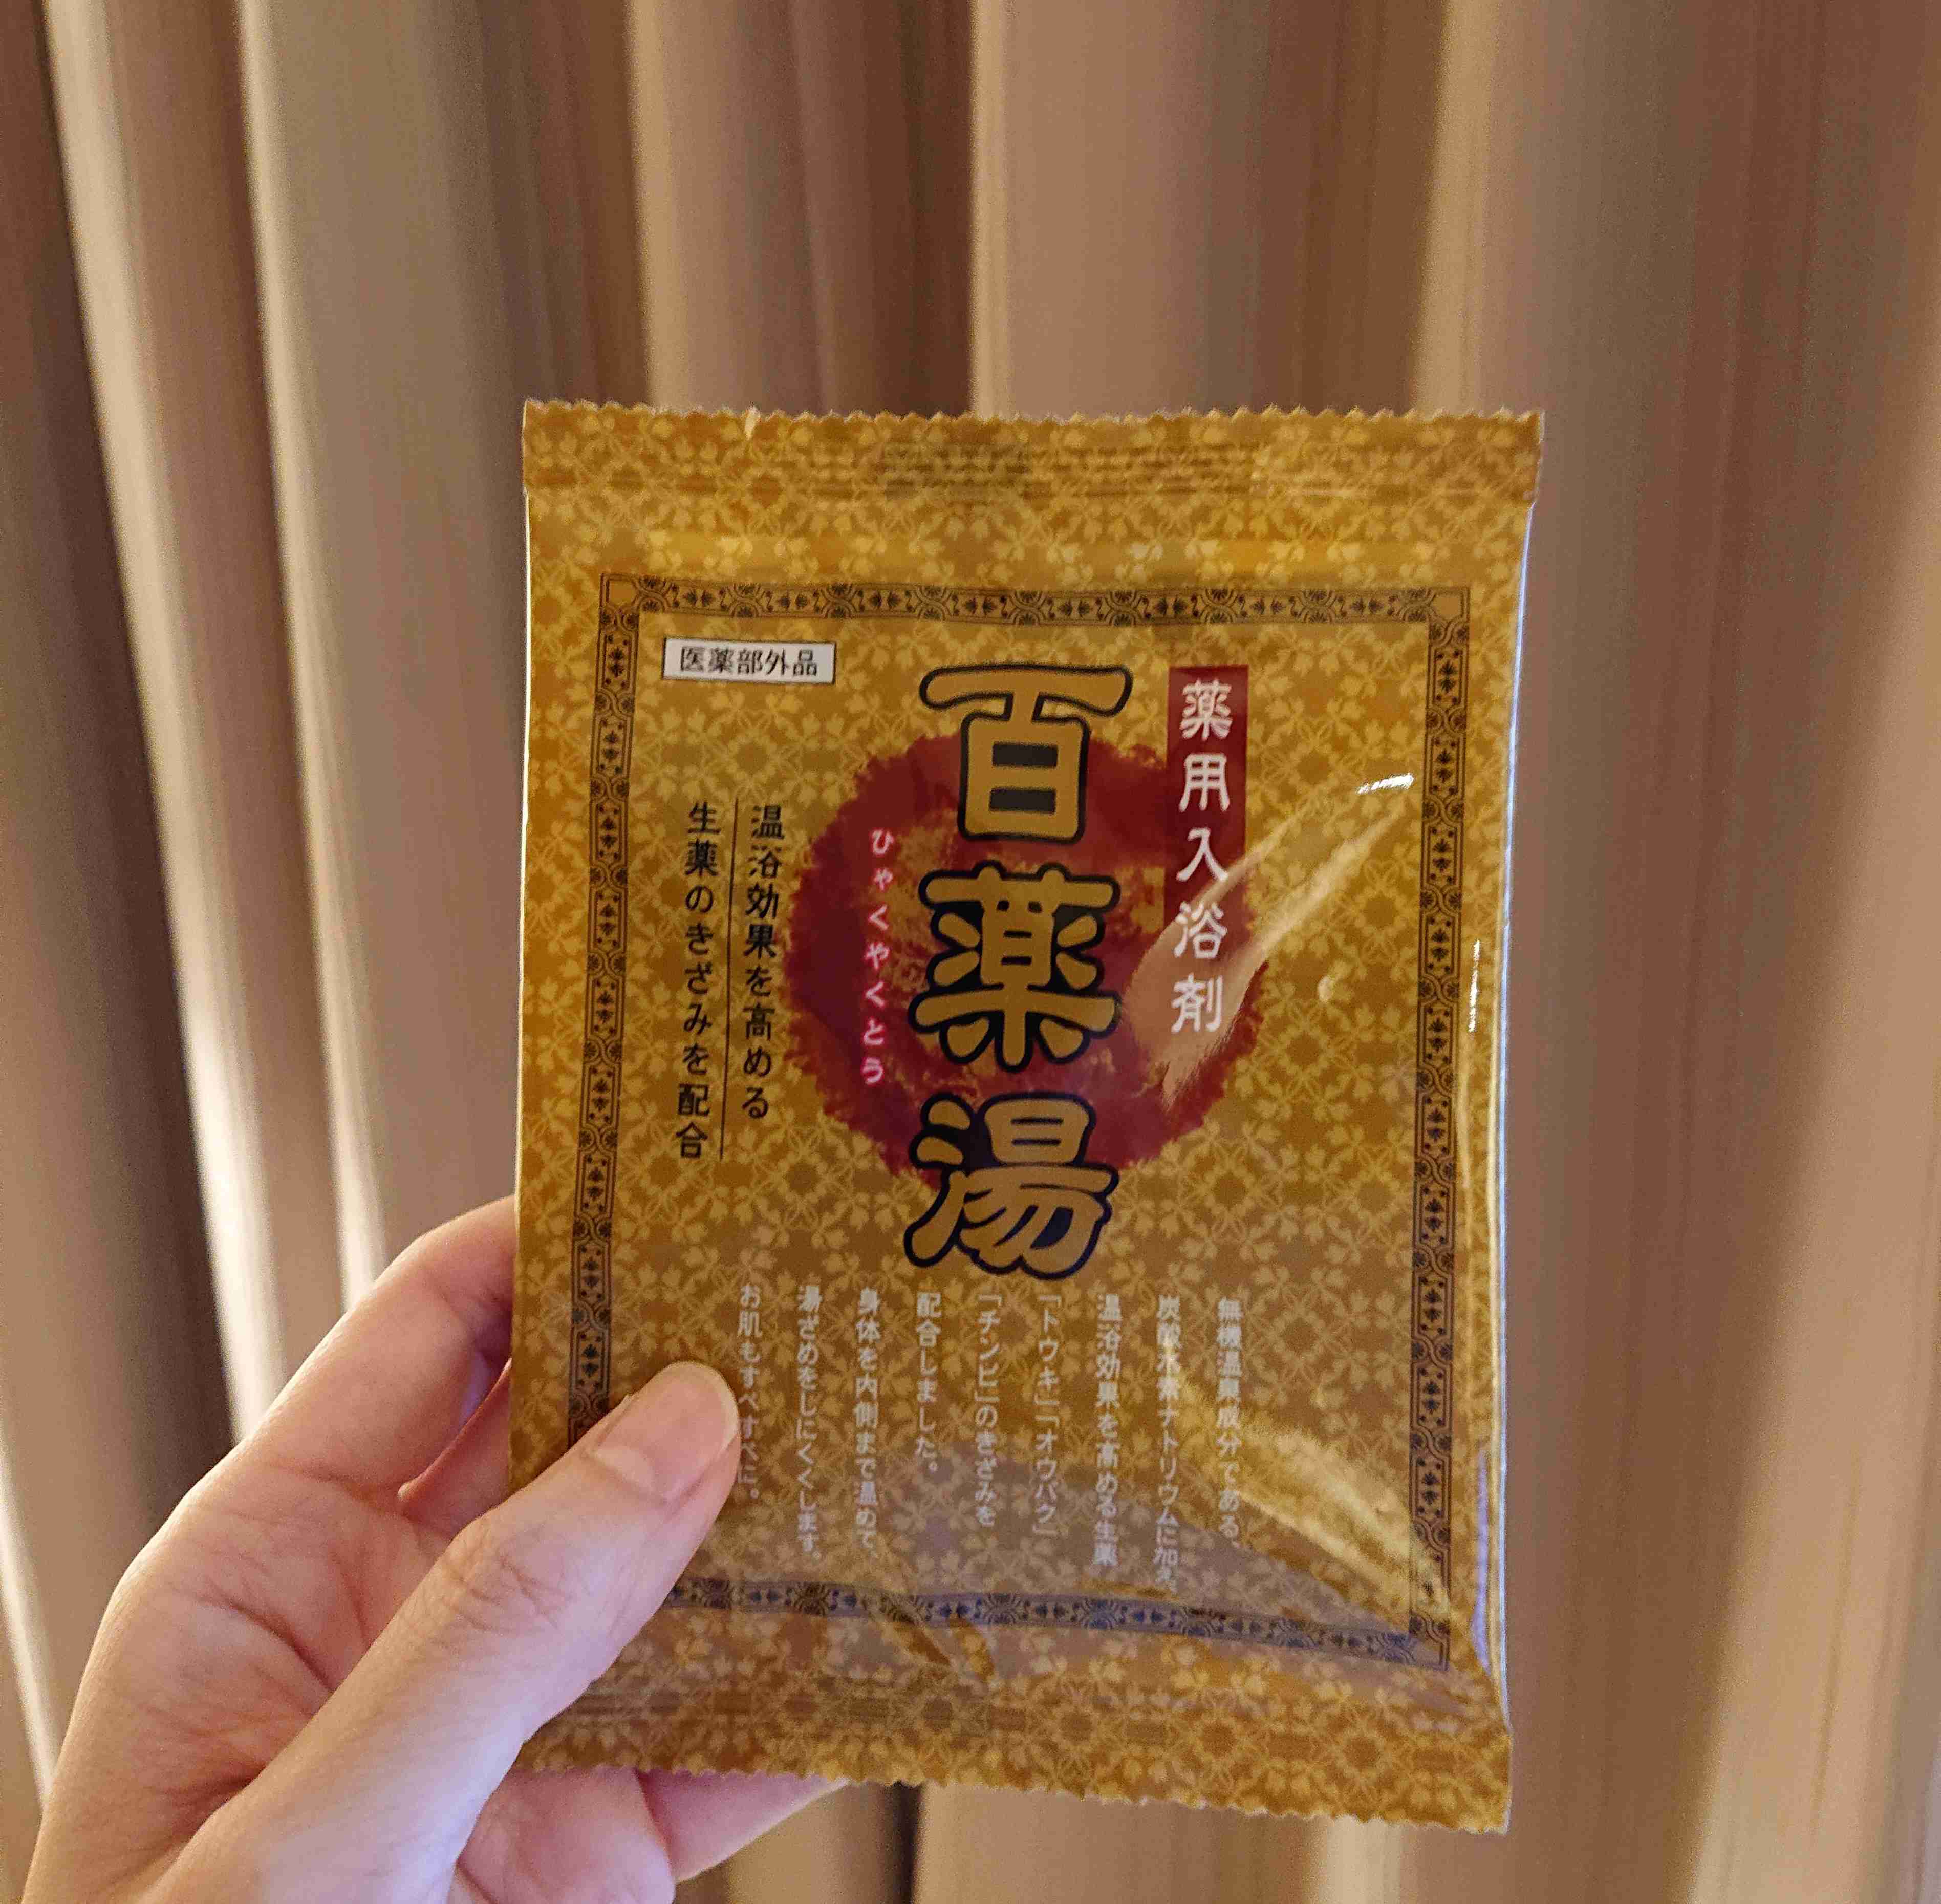 薬用入浴剤
百薬湯
ひゃくやくとう
医薬部外品
温浴効果を高める
生薬のきざみを配合
無機温泉成分である、
炭酸水素ナトリウムに加え、
温浴効果を高める生薬
「トウキ」「オウバク」
「チンピ」のきざみを
配合しました。
身体を内側まで温めて、
湯ざめをしにくくします。
お肌もすべすべに。